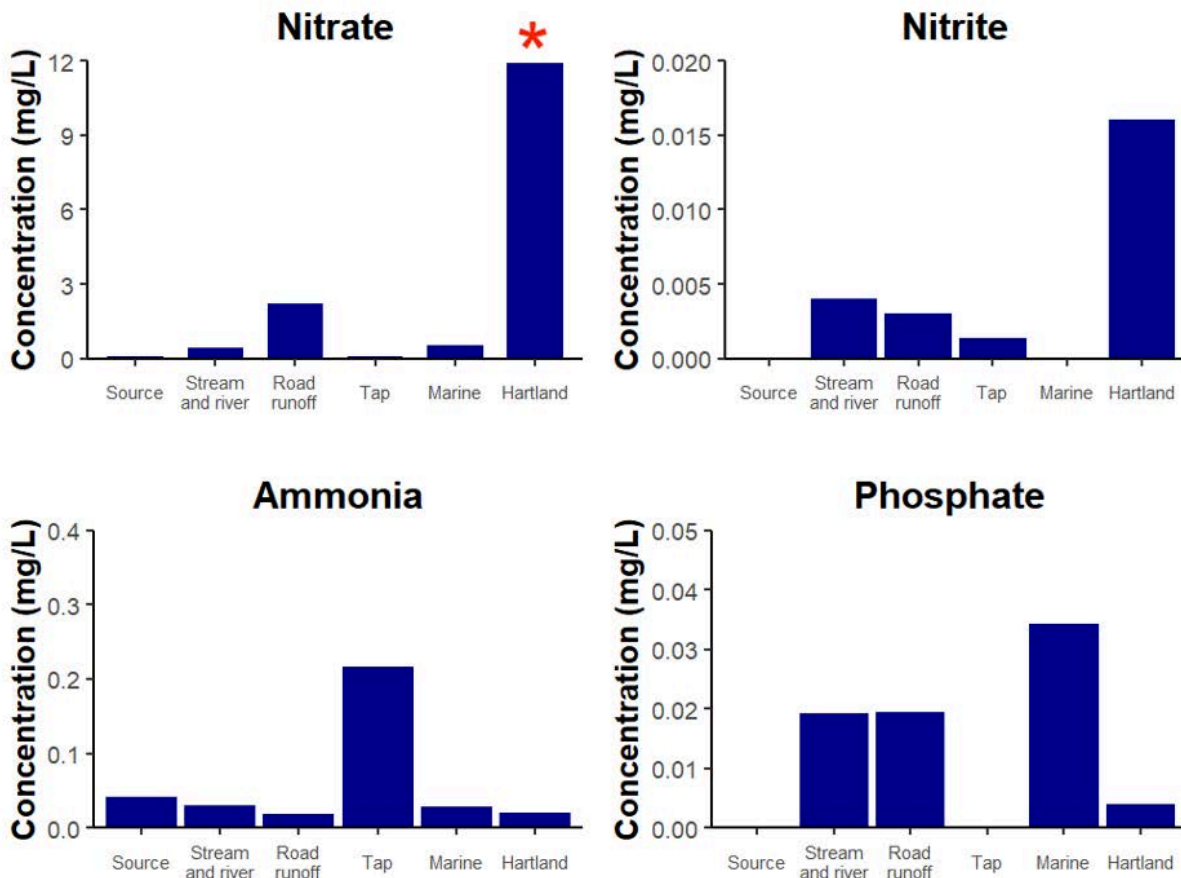 Nitrate
*
Concentration (mg/L)
12
9
6
3
0
Source
Stream
and river
Road
runoff
Tap
Marine
Hartland
Nitrite
Concentration (mg/L)
0.020
0.015
0.010
0.005
0.000
Source
Stream
and river
Road
runoff
Tap
Marine
Hartland
Ammonia
Concentration (mg/L)
0.4
0.3
0.2
0.1
0.0
Source
Stream
and river
Road
runoff
Tap
Marine
Hartland
Phosphate
Concentration (mg/L)
0.05
0.04
0.03
0.02
0.01
0.00
Source
Stream
and river
Road
runoff
Tap
Marine
Hartland